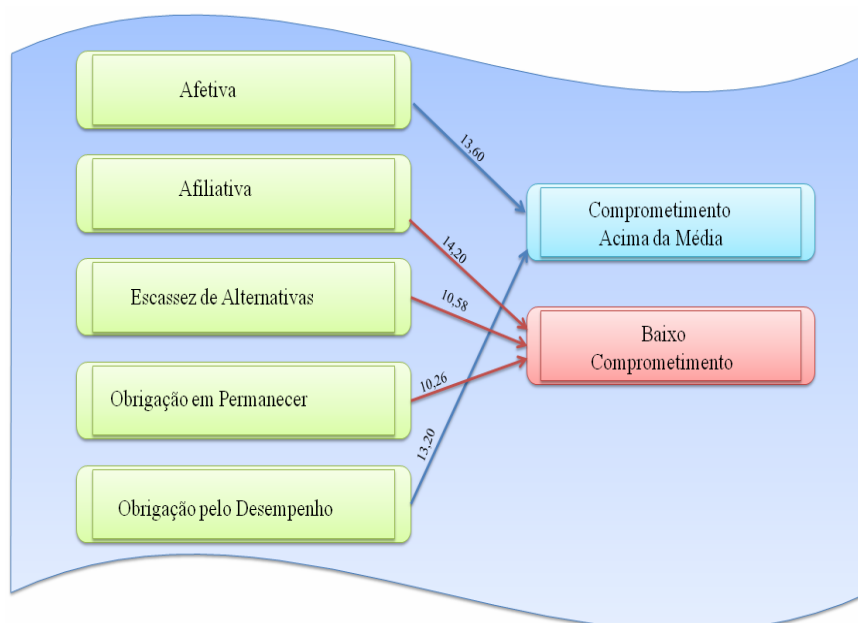 Afetiva
13,60
Afiliativa
Comprometimento
Acima da Média
14,20
Escassez de Alternativas
10,58
Baixo
Comprometimento
10,26
Obrigação em Permanecer
13,20
Obrigação pelo Desempenho